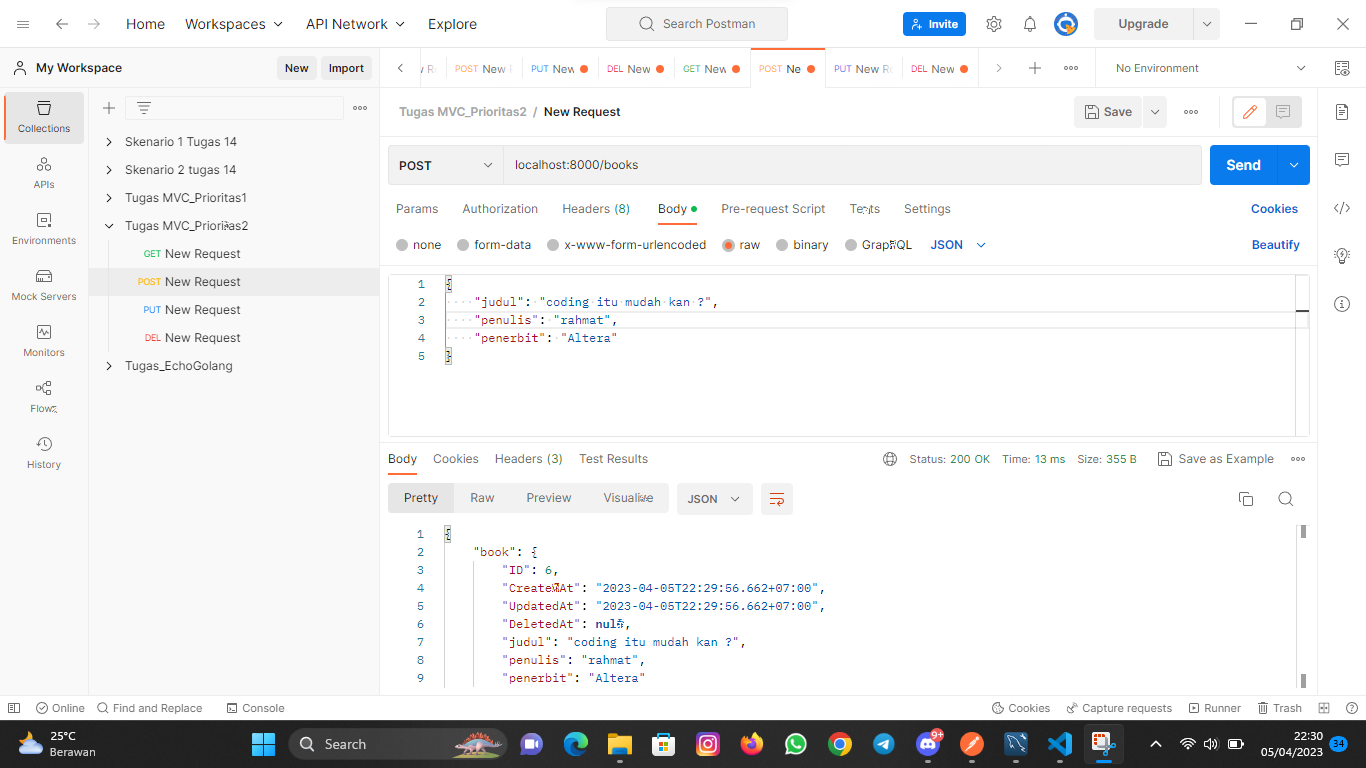 Home Workspaces API Network Explore Search Postman Invite Upgrade
My Workspace New Import
POST New PUT New DEL New GET New POST Ne PUT New Re DEL New No Environment
Collections
APIs
Environments
Mock Servers
Monitors
Flows
History
Skenario 1 Tugas 14
Skenario 2 tugas 14
Tugas MVC_Prioritas1
Tugas MVC_Prioritas2
GET New Request
POST New Request
PUT New Request
DEL New Request
Tugas_EchoGolang
Tugas MVC_Prioritas2 / New Request Save
POST localhost:8000/books Send
Params Authorization Headers (8) Body Pre-request Script Tests Settings Cookies
none form-data x-www-form-urlencoded raw binary GraphQL JSON Beautify
1 {
2 "judul": "coding itu mudah kan ?",
3 "penulis": "rahmat",
4 "penerbit": "Altera"
5 }
Body Cookies Headers (3) Test Results Status: 200 OK Time: 13 ms Size: 355 B Save as Example
Pretty Raw Preview Visualize JSON
1 {
2 "book": {
3 "ID": 6,
4 "CreatedAt": "2023-04-05T22:29:56.662+07:00",
5 "UpdatedAt": "2023-04-05T22:29:56.662+07:00",
6 "DeletedAt": null,
7 "judul": "coding itu mudah kan ?",
8 "penulis": "rahmat",
9 "penerbit": "Altera"
Online Find and Replace Console Cookies Capture requests Runner Trash
25°C
Berawan
Search
9+
22:30
05/04/2023
34